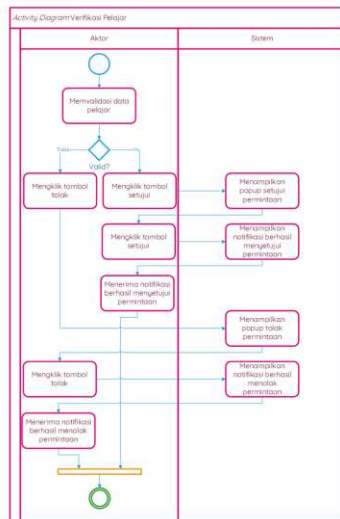 Activity Diagram Verifikasi Pelajar
Aktor
Sistem
Memvalidasi data
pelajar
Valid?
Mengklik tombol
tolak
Mengklik tombol
setujui
Menampilkan
popup setujui
permintaan
Mengklik tombol
setujui
Menampilkan
notifikasi berhasil
menyetujui
permintaan
Menerima notifikasi
berhasil menyetujui
permintaan
Menampilkan
popup tolak
permintaan
Mengklik tombol
tolak
Menampilkan
notifikasi berhasil
menolak
permintaan
Menerima notifikasi
berhasil menolak
permintaan